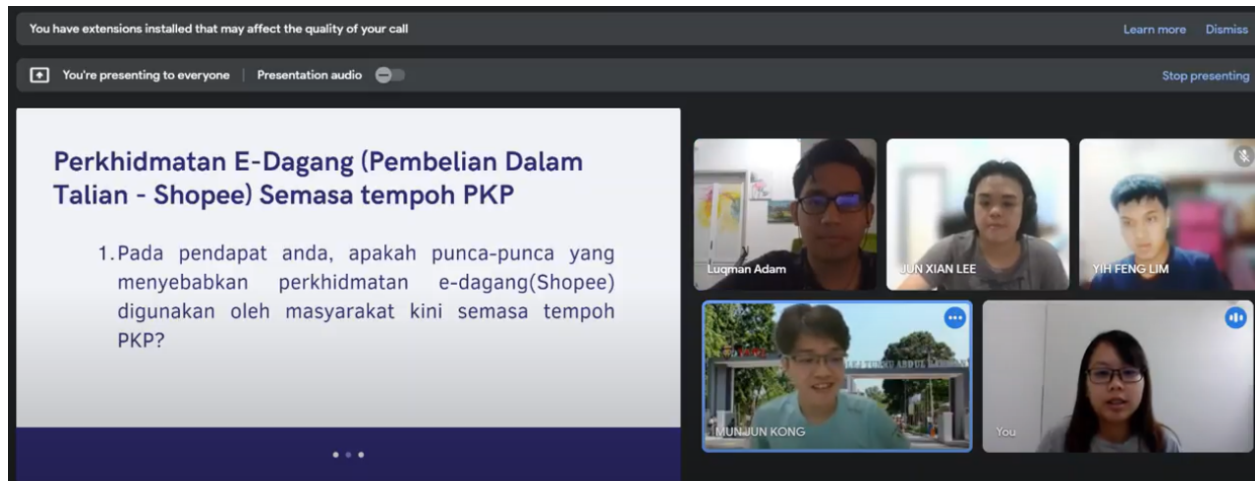 You have extensions installed that may affect the quality of your call
Learn more
Dismiss
You're presenting to everyone
Presentation audio
Stop presenting
Perkhidmatan E-Dagang (Pembelian Dalam
Talian - Shopee) Semasa tempoh PKP
1. Pada pendapat anda, apakah punca-punca yang
menyebabkan perkhidmatan e-dagang(Shopee)
digunakan oleh masyarakat kini semasa tempoh
PKP?
Luqman Adam
JUN XIAN LEE
YIH FENG LIM
MUN JUN KONG
You